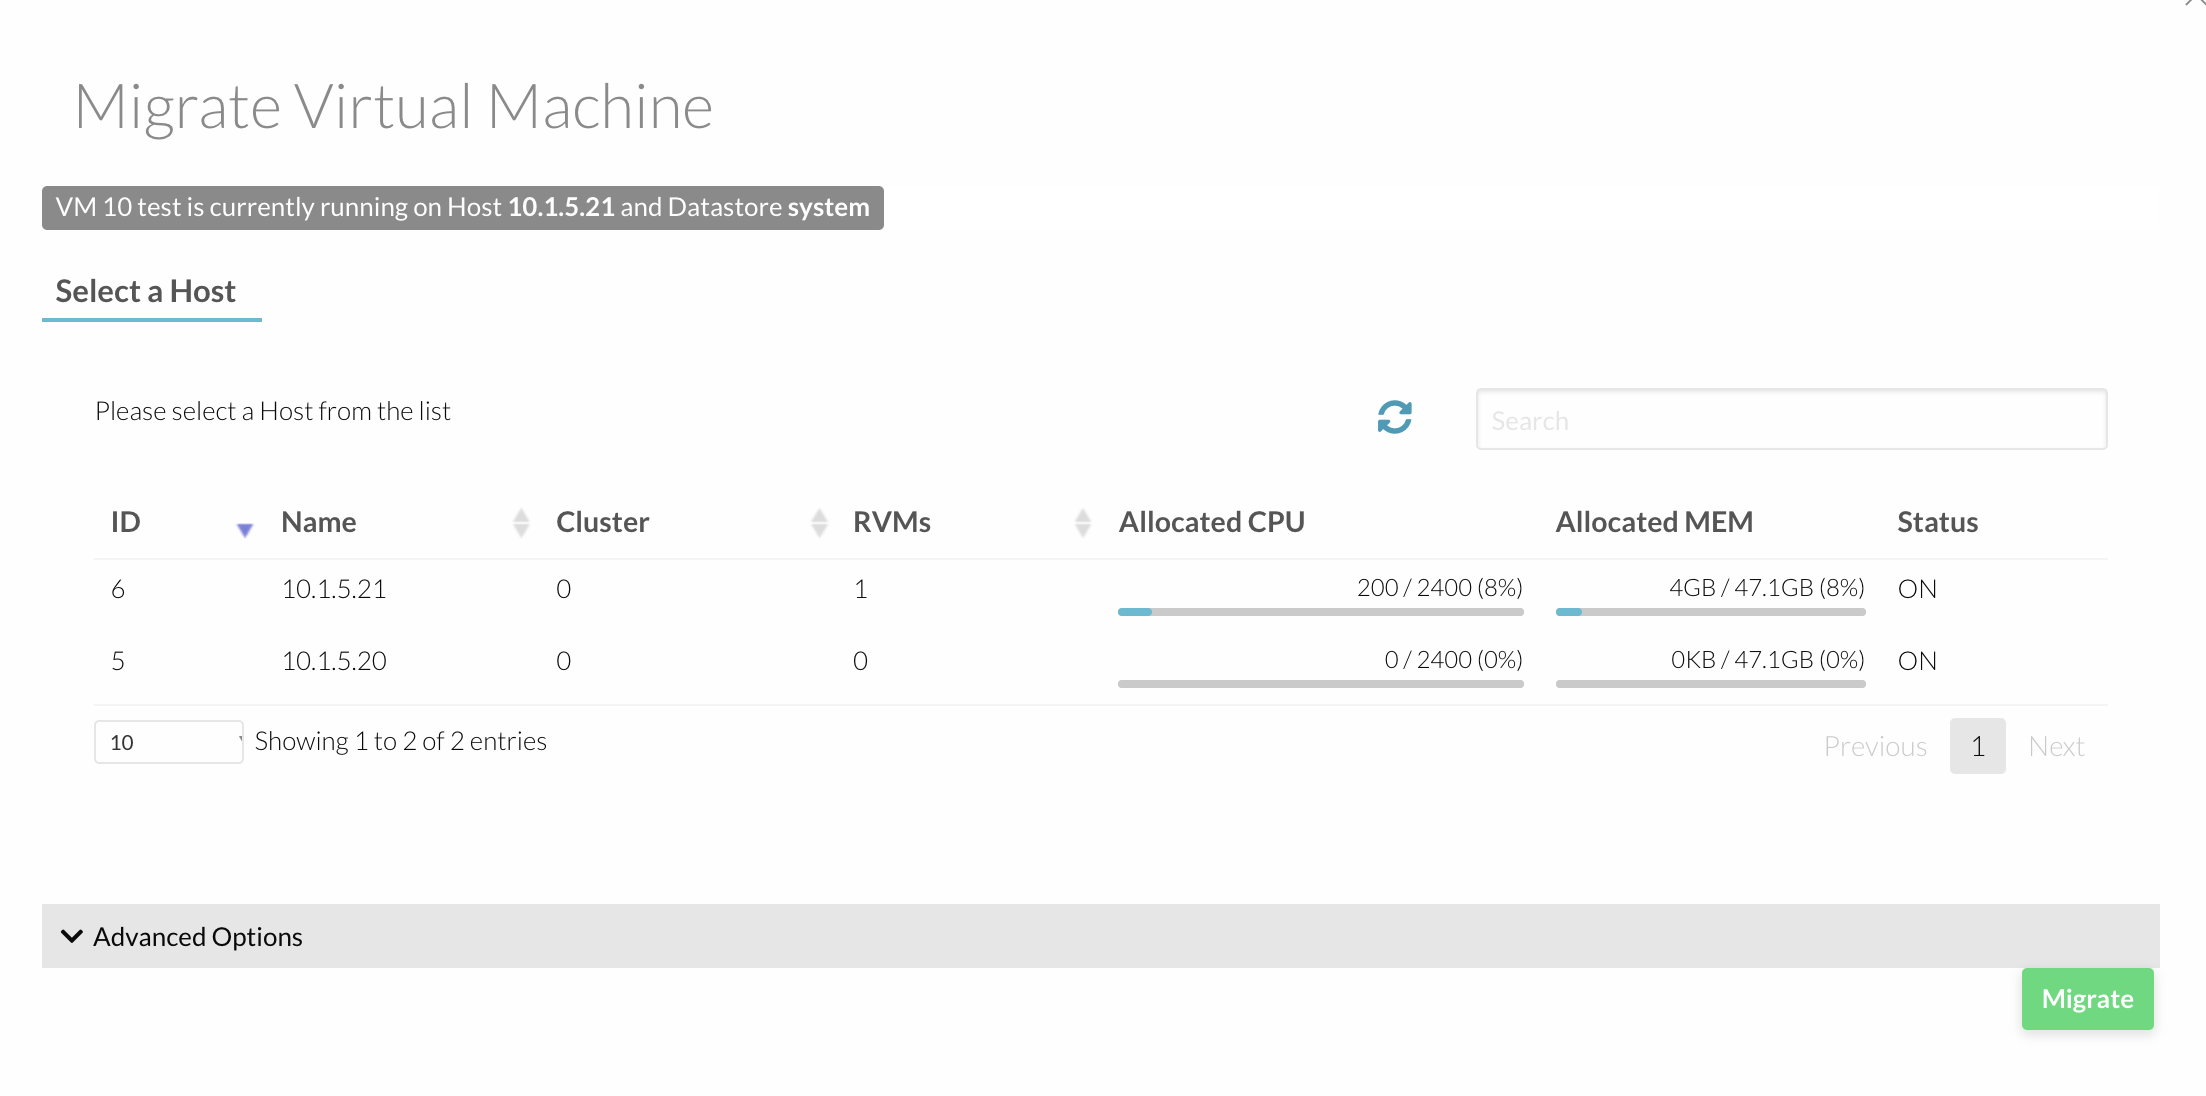 Migrate Virtual Machine
VM 10 test is currently running on Host 10.1.5.21 and Datastore system
Select a Host
Please select a Host from the list
Search
ID Name Cluster RVMs Allocated CPU Allocated MEM Status
6 10.1.5.21 0 1 200 / 2400 (8%) 4GB / 47.1GB (8%) ON
5 10.1.5.20 0 0 0 / 2400 (0%) 0KB / 47.1GB (0%) ON
10 Showing 1 to 2 of 2 entries Previous 1 Next
Advanced Options
Migrate